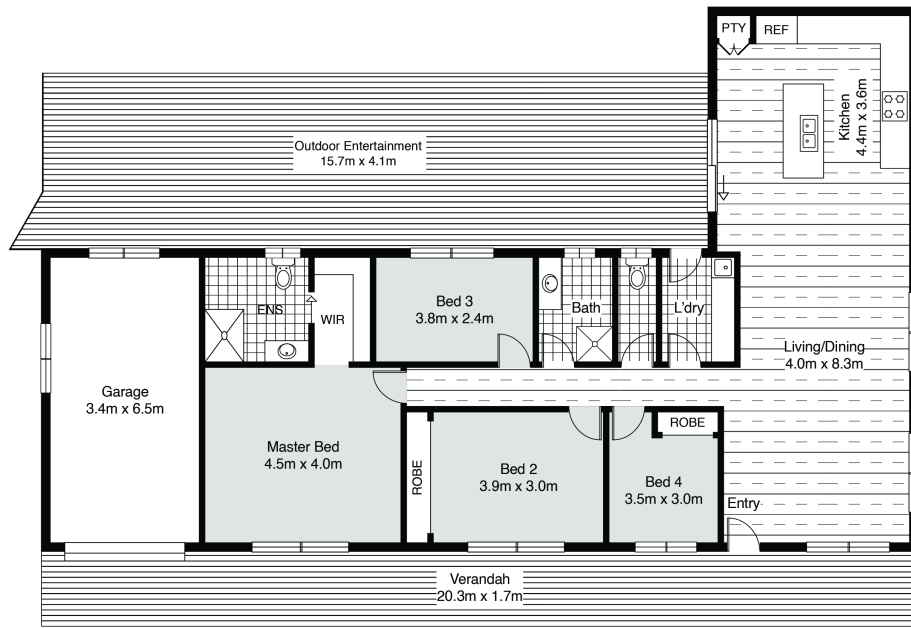 PTY
REF
Kitchen
4.4m x 3.6m
Outdoor Entertainment
15.7m x 4.1m
ENS
WIR
Bed 3
3.8m x 2.4m
Bath
L'dry
Living/Dining
4.0m x 8.3m
Garage
3.4m x 6.5m
Master Bed
4.5m x 4.0m
ROBE
Bed 2
3.9m x 3.0m
ROBE
Bed 4
3.5m x 3.0m
Entry
Verandah
20.3m x 1.7m